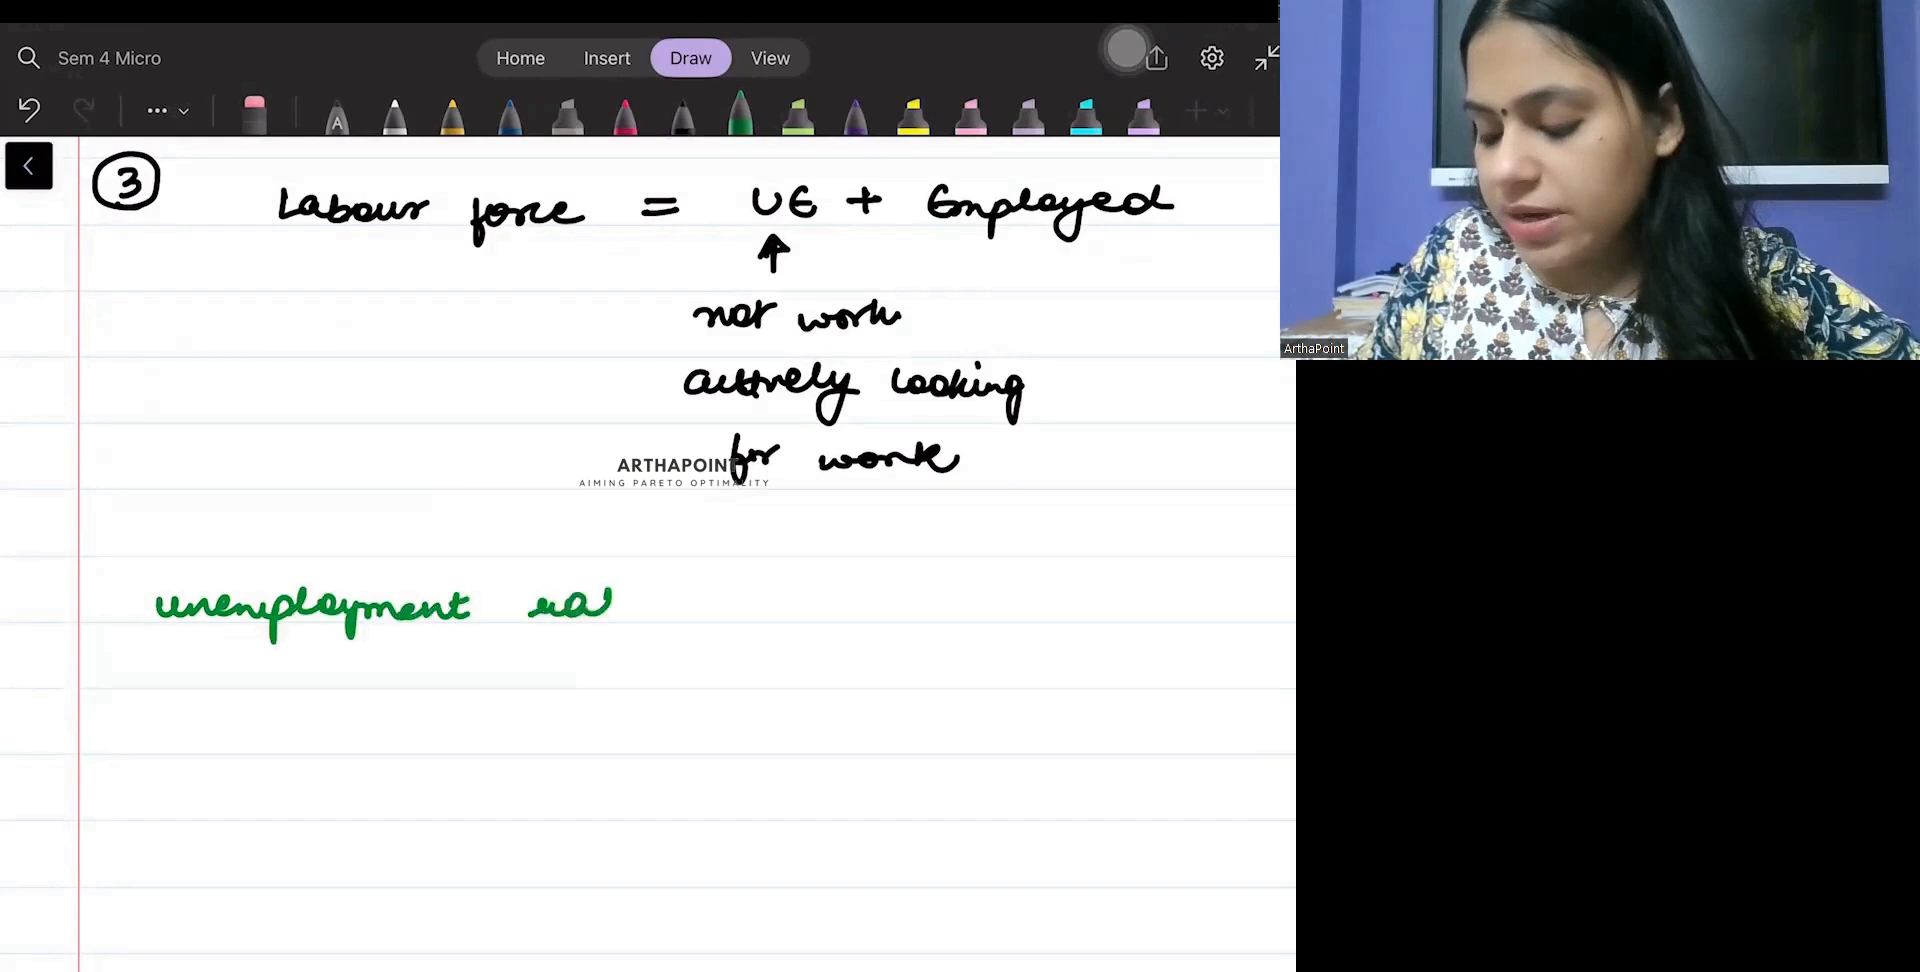 Sem 4 Micro
Home Insert Draw View
A
3
Labour force = UE + Employed
not work
actively looking
for work
ARTHAPOINT
AIMING PARETO OPTIMALITY
unemployment
ArthaPoint